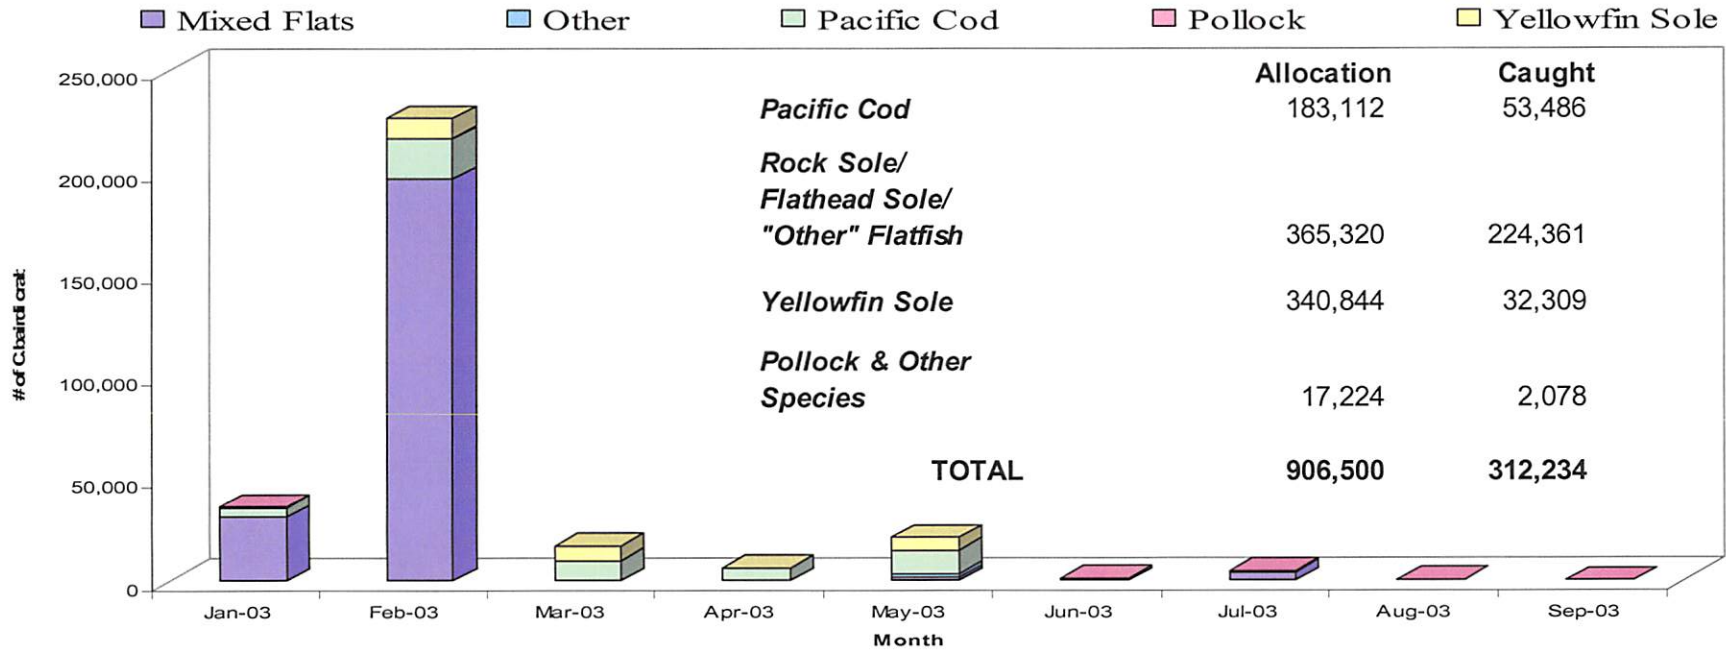 Mixed Flats Other Pacific Cod Pollock Yellowfin Sole
Allocation Caught
Pacific Cod 183,112 53,486
Rock Sole/
Flathead Sole/
"Other" Flatfish 365,320 224,361
Yellowfin Sole 340,844 32,309
Pollock & Other
Species 17,224 2,078
TOTAL 906,500 312,234
250,000
200,000
150,000
100,000
50,000
0
# of C.bairdi crab
Jan-03 Feb-03 Mar-03 Apr-03 May-03 Jun-03 Jul-03 Aug-03 Sep-03
Month